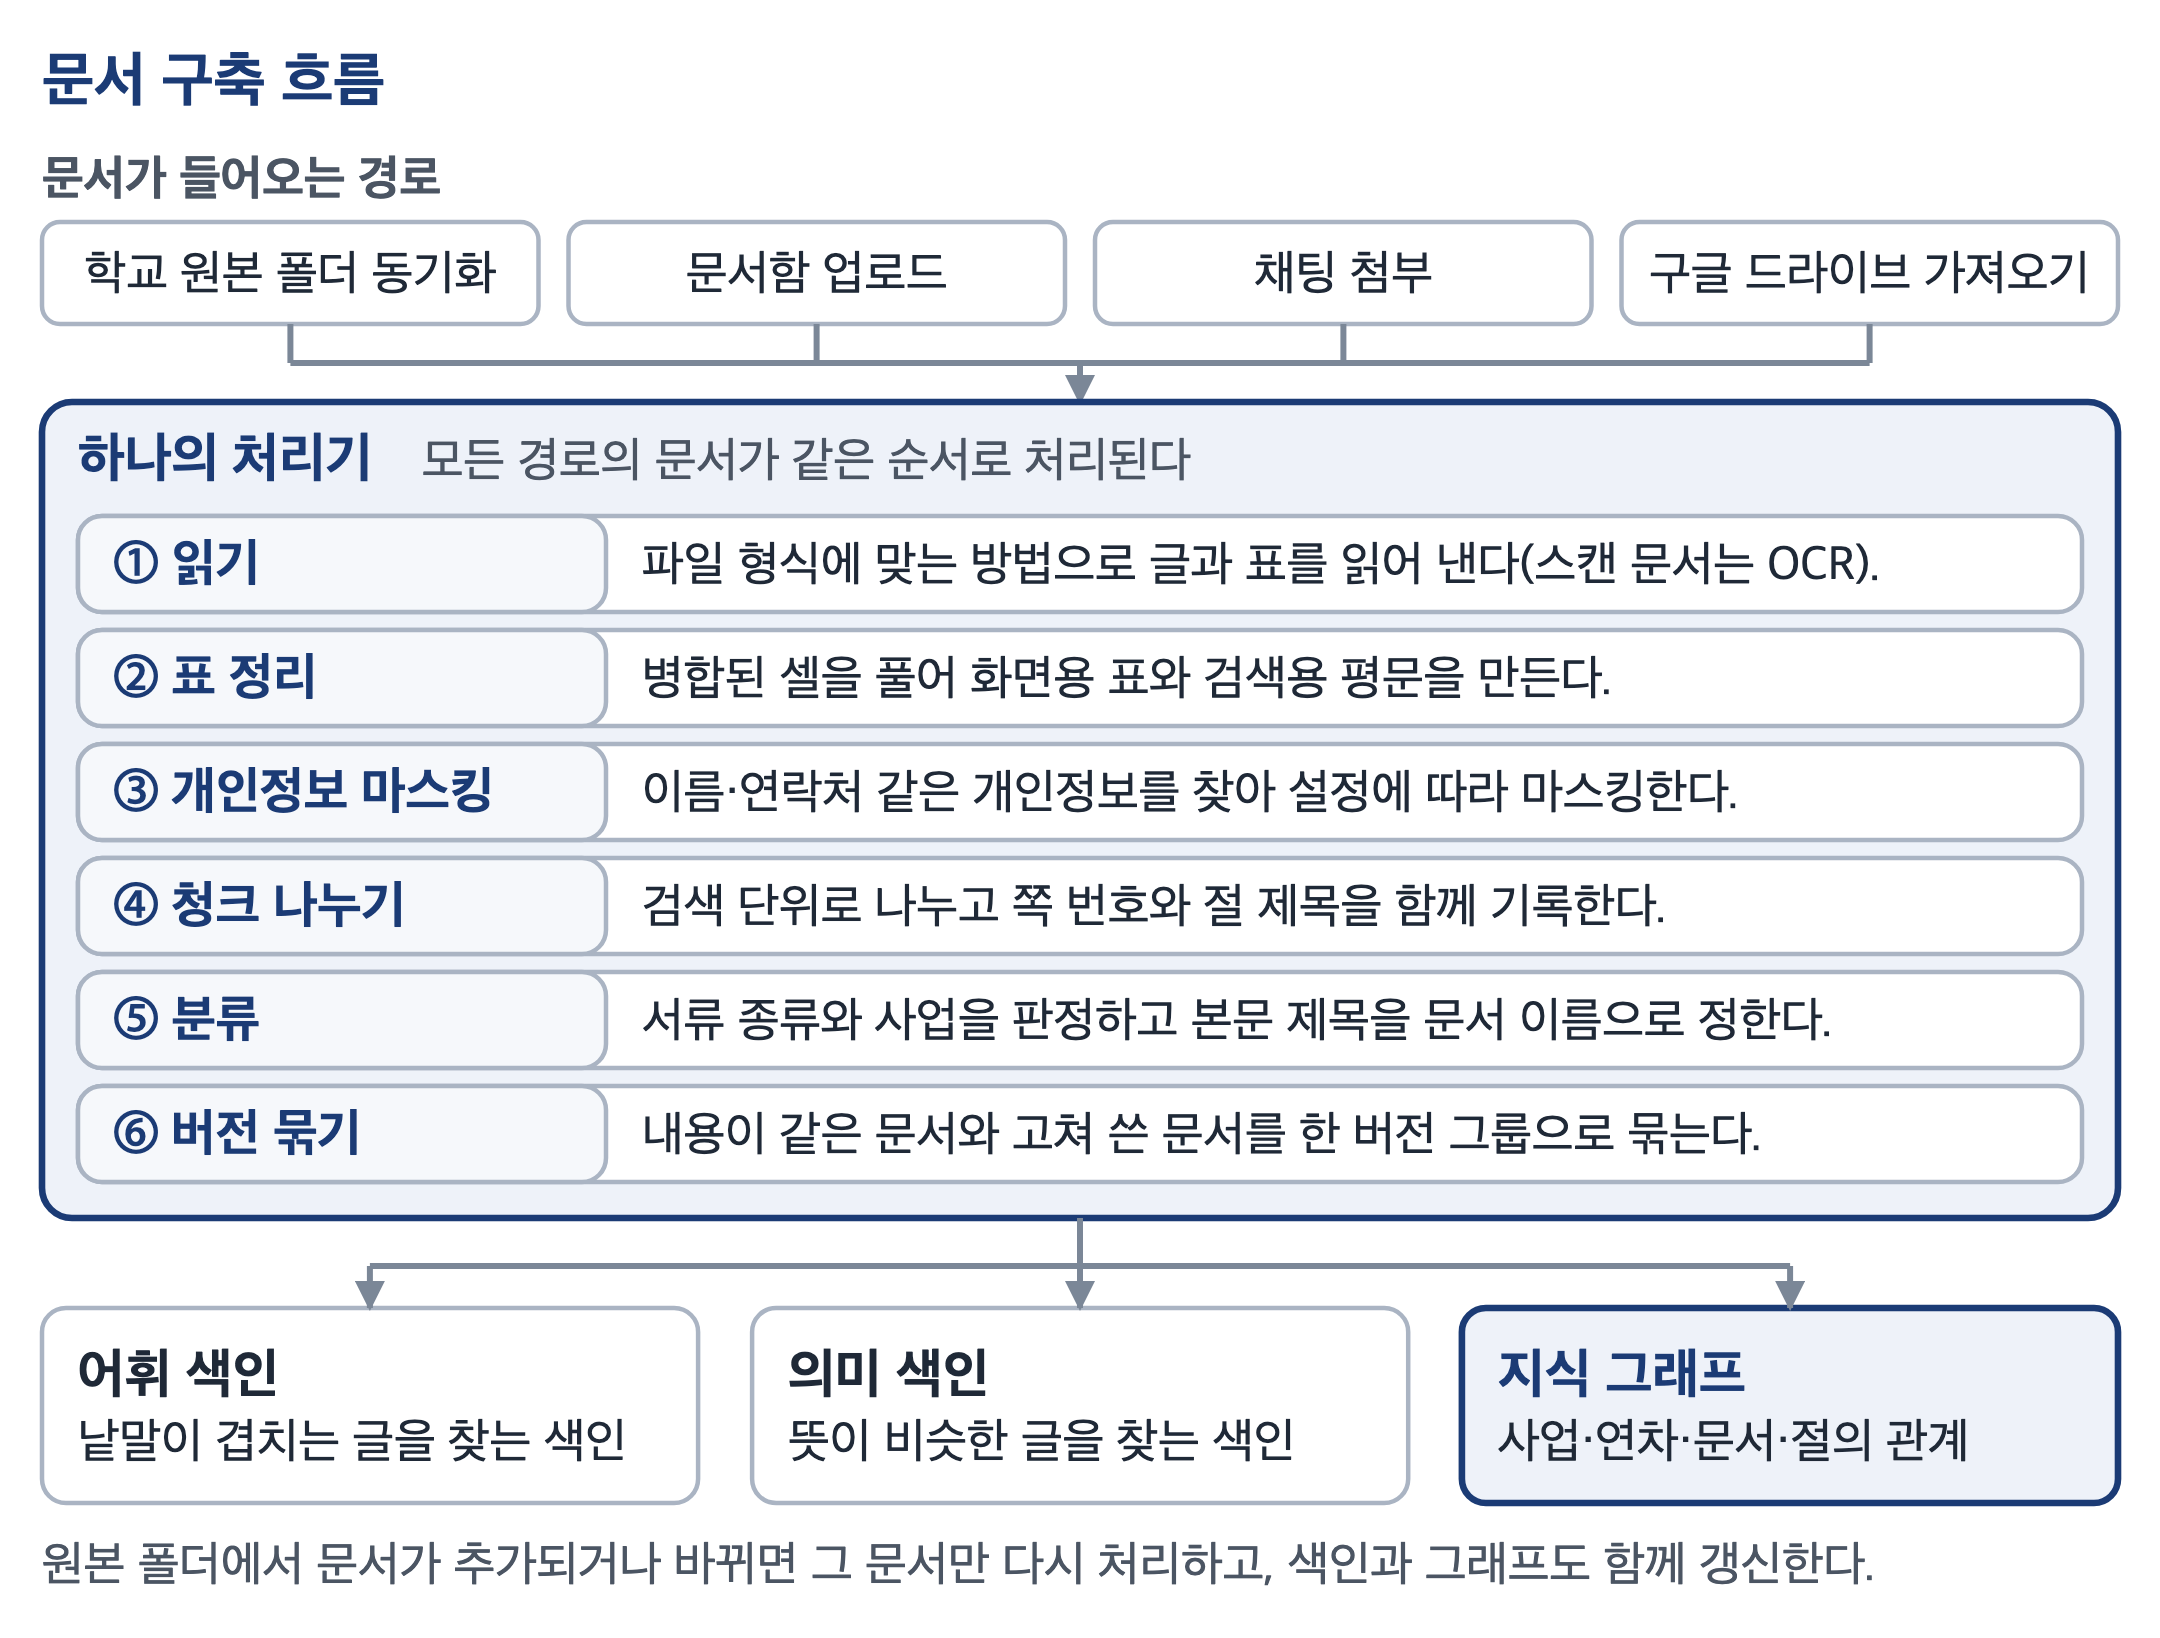 문서 구축 흐름
문서가 들어오는 경로
학교 원본 폴더 동기화
문서함 업로드
채팅 첨부
구글 드라이브 가져오기
하나의 처리기 모든 경로의 문서가 같은 순서로 처리된다
① 읽기 파일 형식에 맞는 방법으로 글과 표를 읽어 낸다(스캔 문서는 OCR).
② 표 정리 병합된 셀을 풀어 화면용 표와 검색용 평문을 만든다.
③ 개인정보 마스킹 이름·연락처 같은 개인정보를 찾아 설정에 따라 마스킹한다.
④ 청크 나누기 검색 단위로 나누고 쪽 번호와 절 제목을 함께 기록한다.
⑤ 분류 서류 종류와 사업을 판정하고 본문 제목을 문서 이름으로 정한다.
⑥ 버전 묶기 내용이 같은 문서와 고쳐 쓴 문서를 한 버전 그룹으로 묶는다.
어휘 색인
낱말이 겹치는 글을 찾는 색인
의미 색인
뜻이 비슷한 글을 찾는 색인
지식 그래프
사업·연차·문서·절의 관계
원본 폴더에서 문서가 추가되거나 바뀌면 그 문서만 다시 처리하고, 색인과 그래프도 함께 갱신한다.